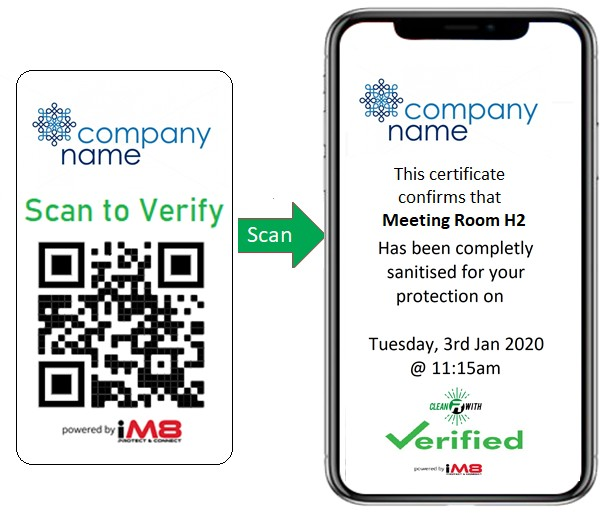 company
name
Scan to Verify
powered by iM8
PROTECT & CONNECT
Scan
company
name
This certificate
confirms that
Meeting Room H2
Has been completly
sanitised for your
protection on
Tuesday, 3rd Jan 2020
@ 11:15am
CLEAN WITH
Verified
powered by iM8
PROTECT & CONNECT